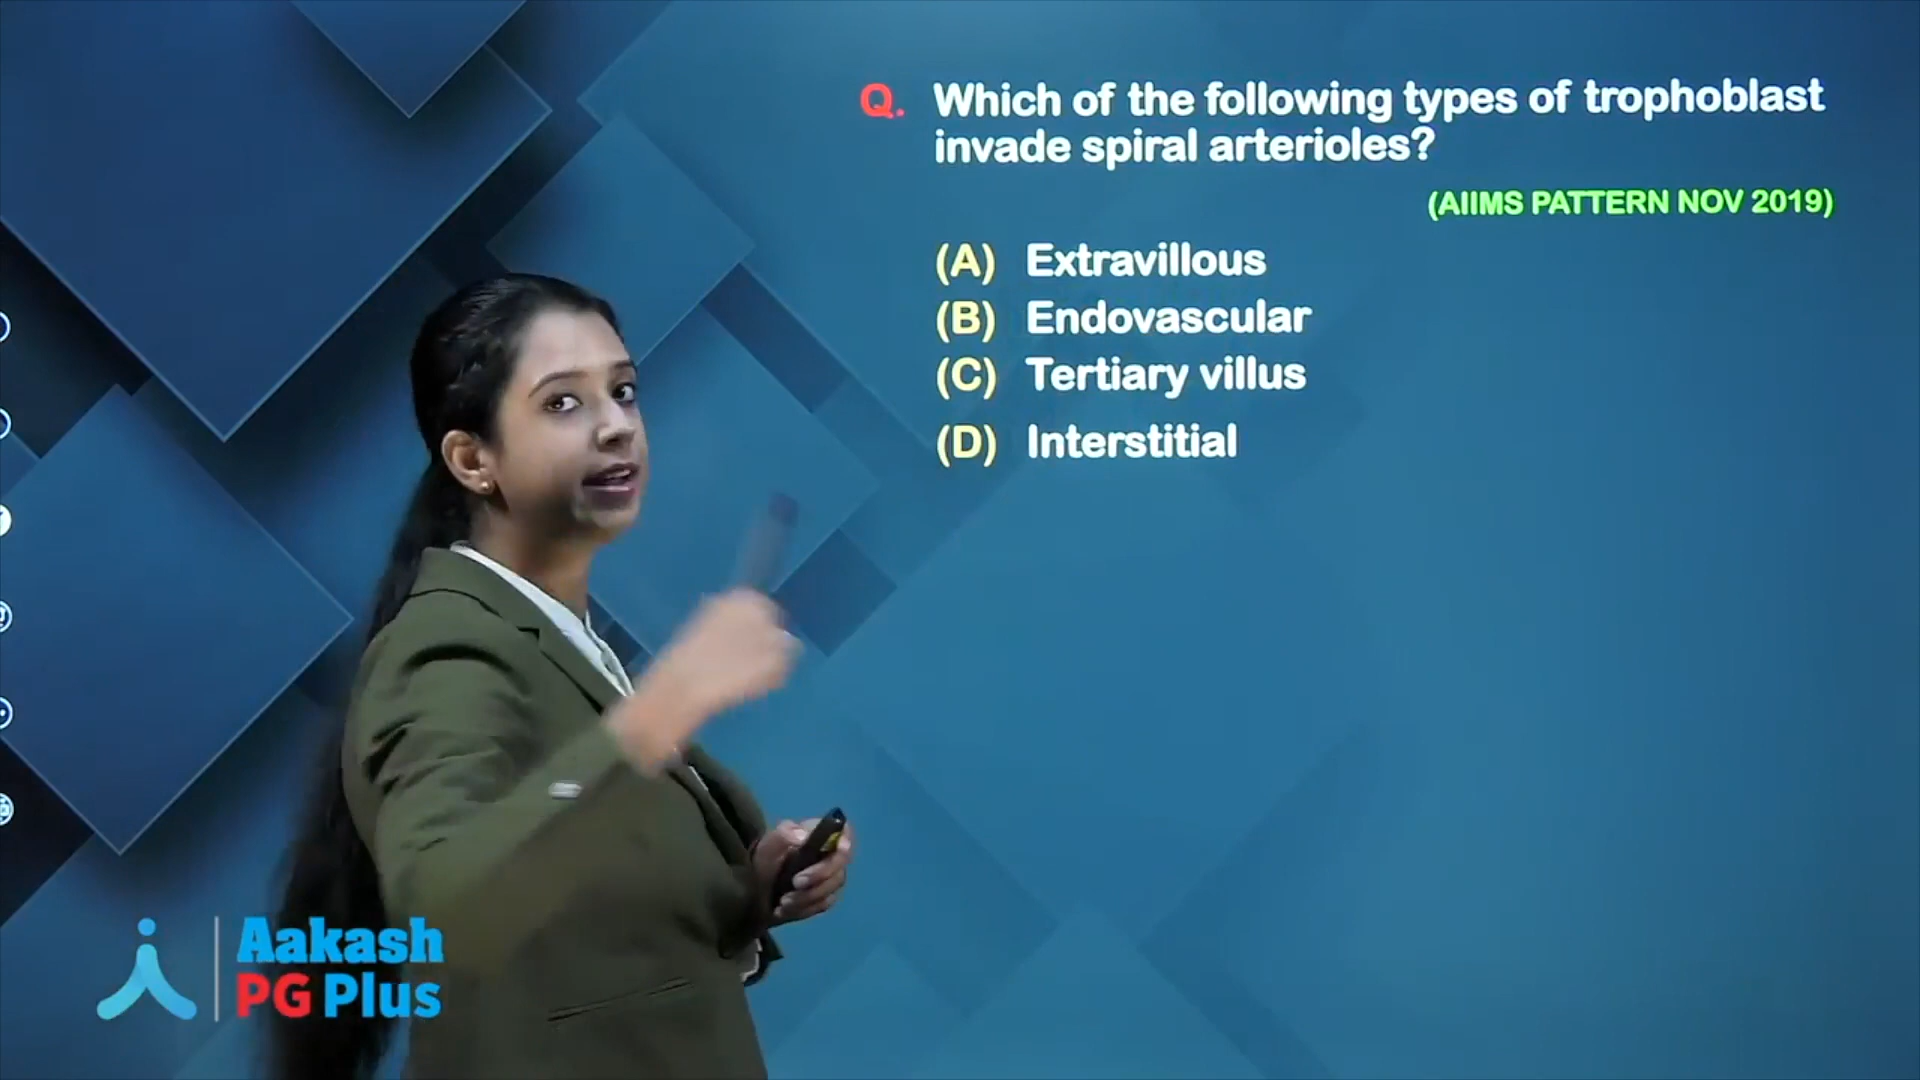 Q. Which of the following types of trophoblast
invade spiral arterioles?
(AIIMS PATTERN NOV 2019)
(A) Extravillous
(B) Endovascular
(C) Tertiary villus
(D) Interstitial
Aakash
PG Plus